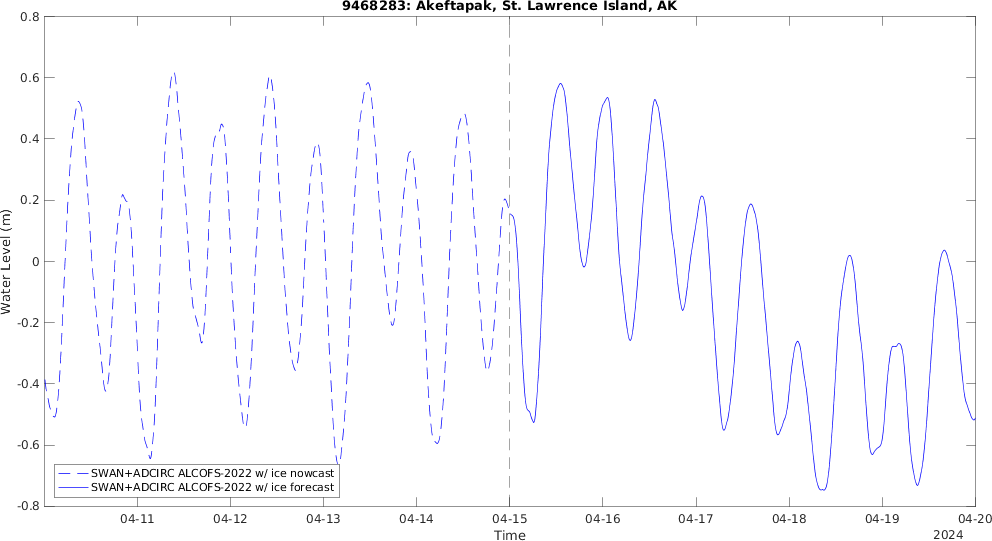 9468283: Akeftapak, St. Lawrence Island, AK
0.8
0.6
0.4
0.2
0
-0.2
-0.4
-0.6
-0.8
Water Level (m)
SWAN+ADCIRC ALCOFS-2022 w/ ice nowcast
SWAN+ADCIRC ALCOFS-2022 w/ ice forecast
04-11 04-12 04-13 04-14 04-15 04-16 04-17 04-18 04-19 04-20
Time
2024